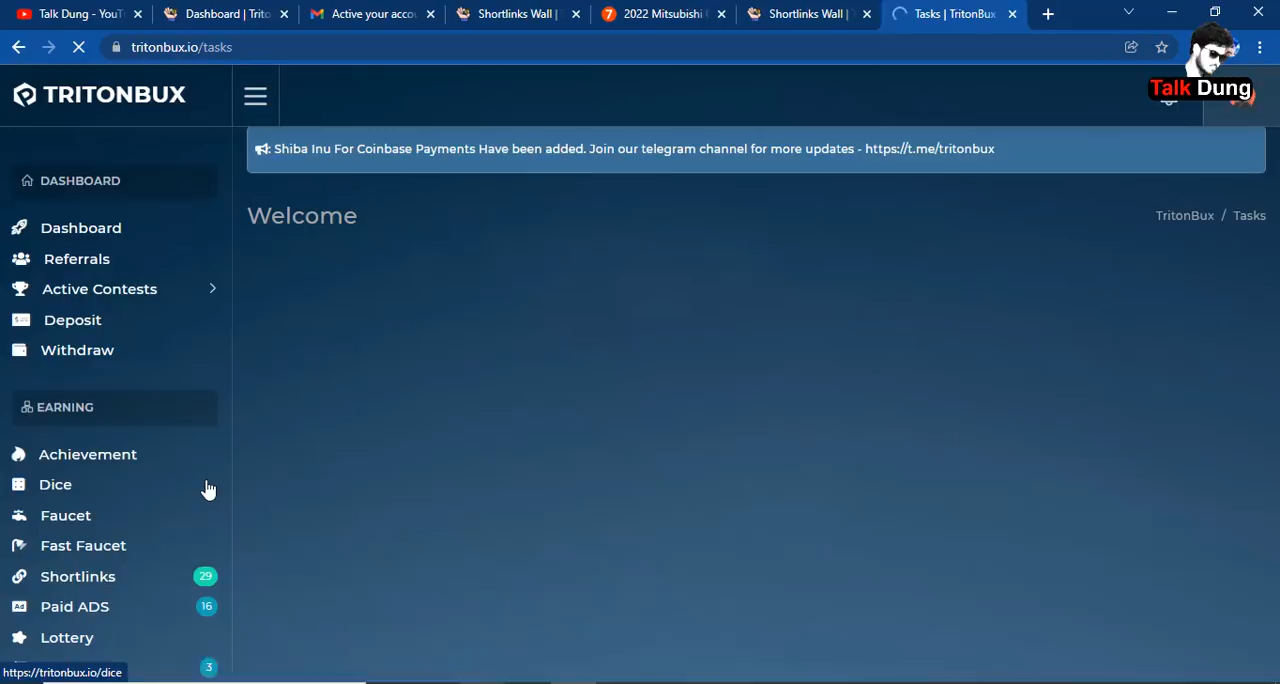 Talk Dung - YouT
Dashboard | Trito
Active your accou
Shortlinks Wall |
2022 Mitsubishi
Shortlinks Wall |
Tasks | TritonBux
tritonbux.io/tasks
Talk Dung
TRITONBUX
: Shiba Inu For Coinbase Payments Have been added. Join our telegram channel for more updates - https://t.me/tritonbux
Welcome
TritonBux / Tasks
DASHBOARD
Dashboard
Referrals
Active Contests
Deposit
Withdraw
EARNING
Achievement
Dice
Faucet
Fast Faucet
Shortlinks 29
Paid ADS 16
Lottery
3
https://tritonbux.io/dice